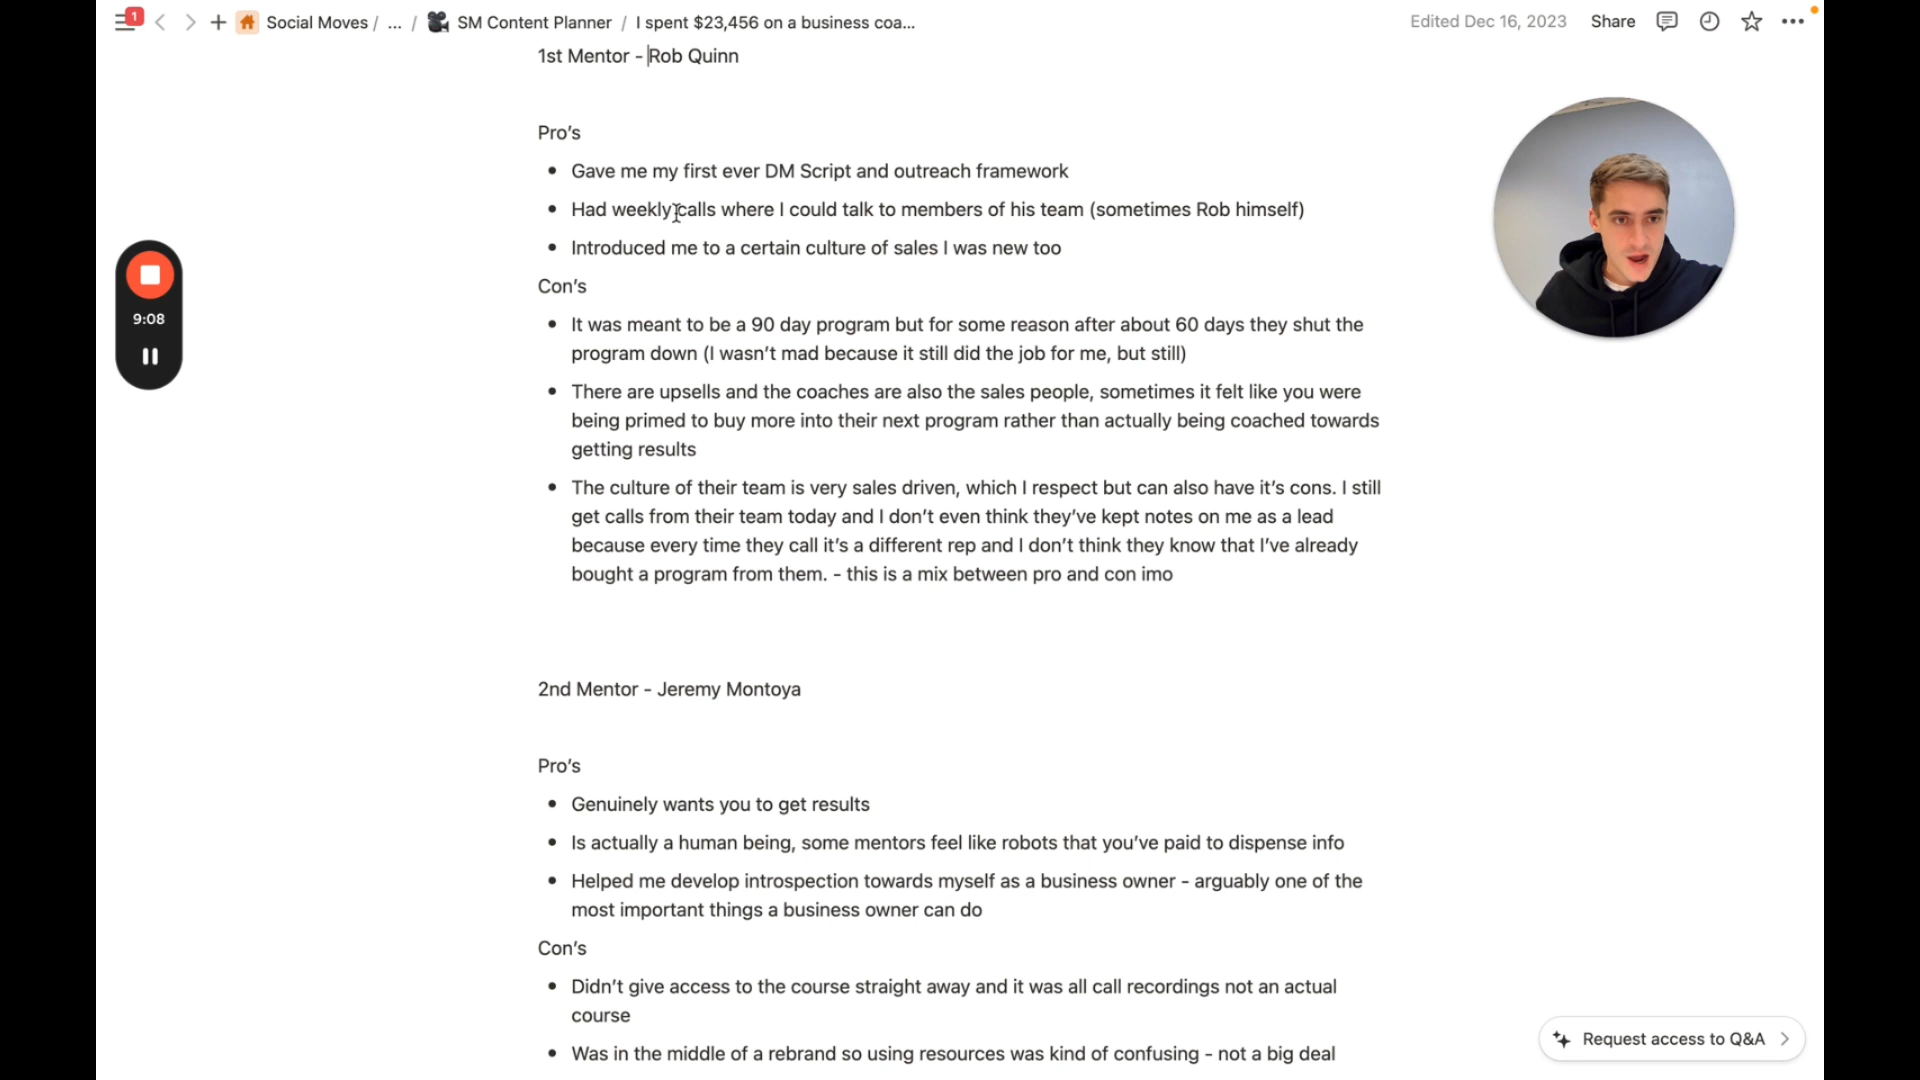 1
Social Moves / ... / SM Content Planner / I spent $23,456 on a business coa...
Edited Dec 16, 2023 Share
1st Mentor - Rob Quinn
Pro’s
Gave me my first ever DM Script and outreach framework
Had weekly calls where I could talk to members of his team (sometimes Rob himself)
Introduced me to a certain culture of sales I was new too
Con’s
It was meant to be a 90 day program but for some reason after about 60 days they shut the
program down (I wasn’t mad because it still did the job for me, but still)
There are upsells and the coaches are also the sales people, sometimes it felt like you were
being primed to buy more into their next program rather than actually being coached towards
getting results
The culture of their team is very sales driven, which I respect but can also have it’s cons. I still
get calls from their team today and I don’t even think they’ve kept notes on me as a lead
because every time they call it’s a different rep and I don’t think they know that I’ve already
bought a program from them. - this is a mix between pro and con imo
9:08
2nd Mentor - Jeremy Montoya
Pro’s
Genuinely wants you to get results
Is actually a human being, some mentors feel like robots that you’ve paid to dispense info
Helped me develop introspection towards myself as a business owner - arguably one of the
most important things a business owner can do
Con’s
Didn’t give access to the course straight away and it was all call recordings not an actual
course
Was in the middle of a rebrand so using resources was kind of confusing - not a big deal
Request access to Q&A